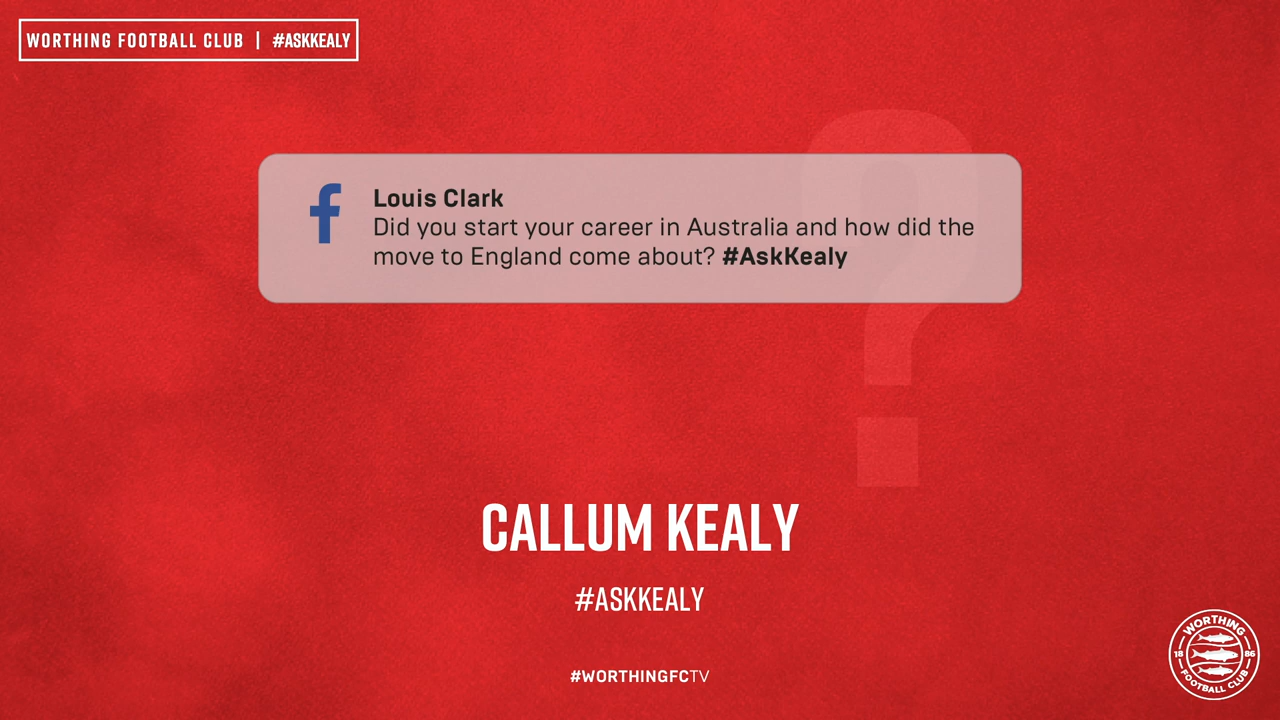 WORTHING FOOTBALL CLUB | #ASKKEALY
Louis Clark
Did you start your career in Australia and how did the
move to England come about? #AskKealy
CALLUM KEALY
#ASKKEALY
#WORTHINGFCTV
WORTHING
18 86
FOOTBALL CLUB